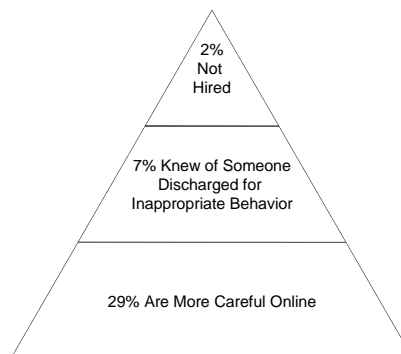 2%
Not
Hired
7% Knew of Someone
Discharged for
Inappropriate Behavior
29% Are More Careful Online